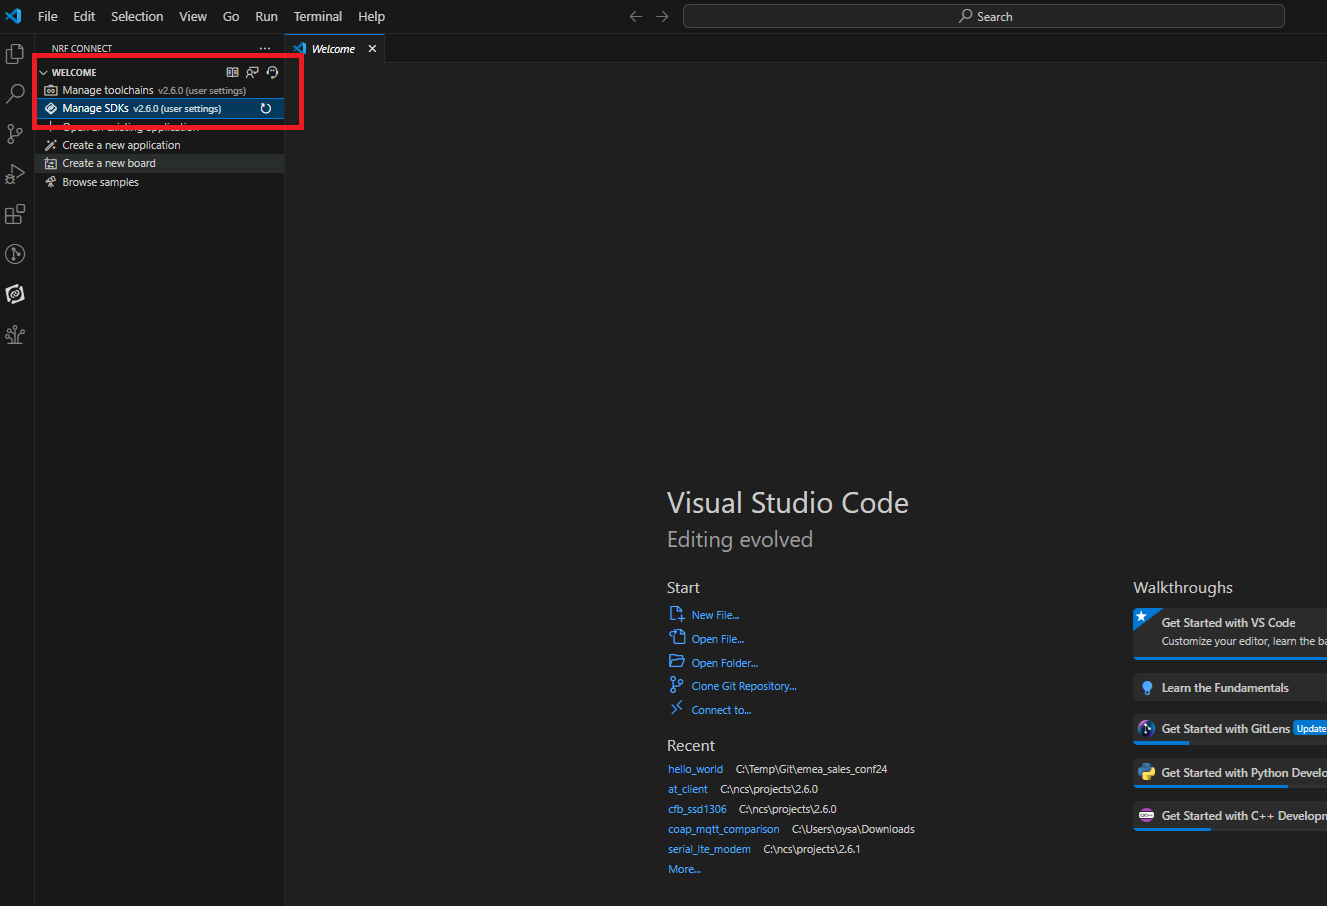 File Edit Selection View Go Run Terminal Help
Search
NRF CONNECT
Welcome
WELCOME
Manage toolchains v2.6.0 (user settings)
Manage SDKs v2.6.0 (user settings)
Open an existing application
Create a new application
Create a new board
Browse samples
Visual Studio Code
Editing evolved
Start
New File...
Open File...
Open Folder...
Clone Git Repository...
Connect to...
Recent
hello_world C:\Temp\Git\emea_sales_conf24
at_client C:\ncs\projects\2.6.0
cfb_ssd1306 C:\ncs\projects\2.6.0
coap_mqtt_comparison C:\Users\oysa\Downloads
serial_lte_modem C:\ncs\projects\2.6.1
More...
Walkthroughs
Get Started with VS Code
Customize your editor, learn the ba
Learn the Fundamentals
Get Started with GitLens Update
Get Started with Python Develo
Get Started with C++ Developn